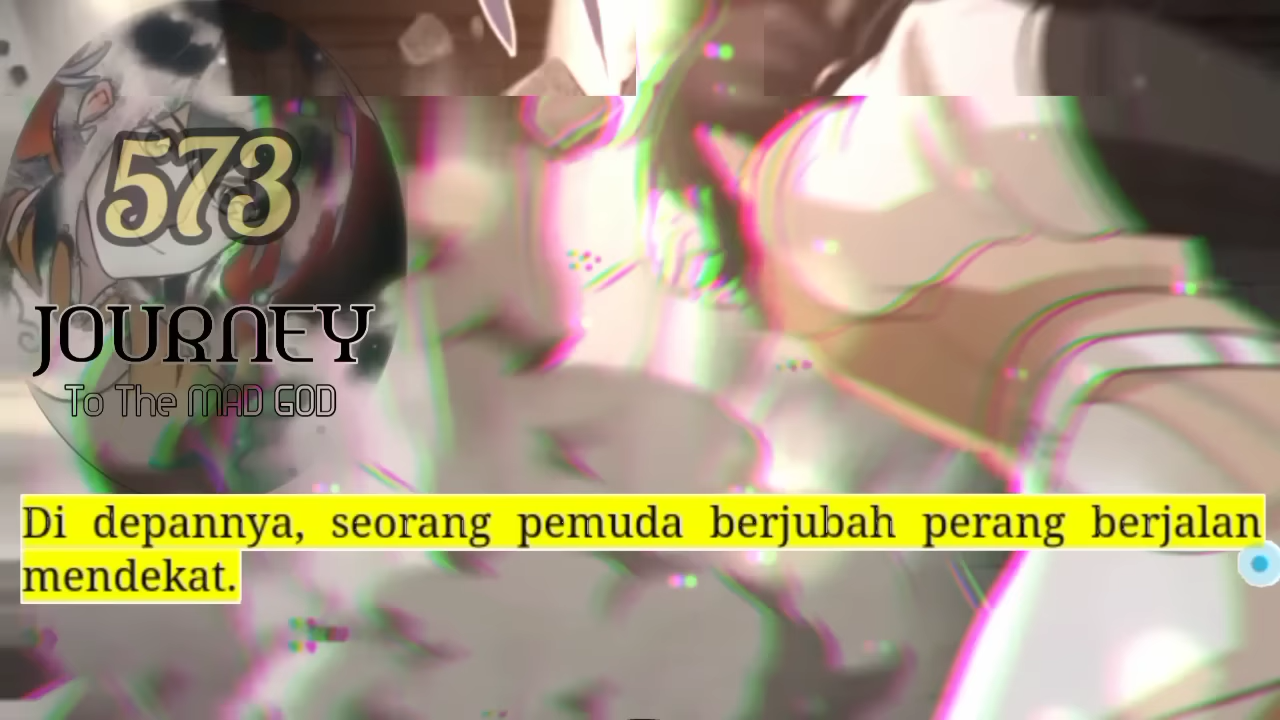 573
JOURNEY
To The MAD GOD
Di depannya, seorang pemuda berjubah perang berjalan
mendekat.